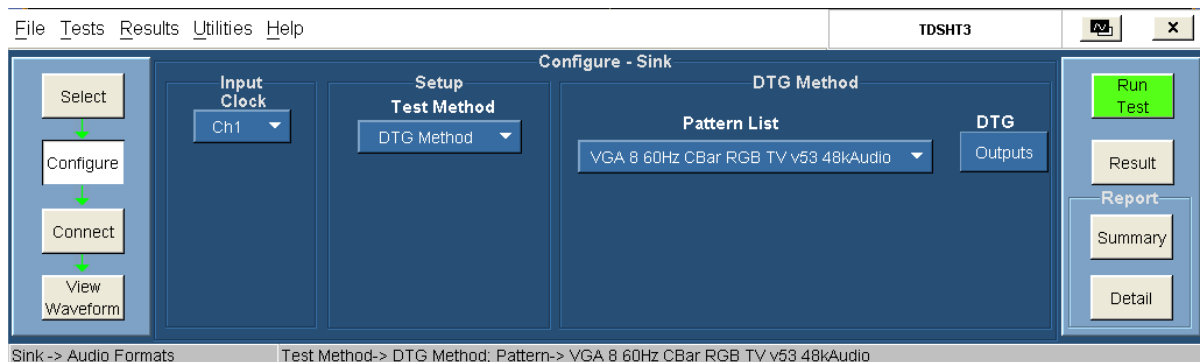 File Tests Results Utilities Help
TDSHT3
x
Configure - Sink
Select
Configure
Connect
View
Waveform
Input
Clock
Ch1
Setup
Test Method
DTG Method
DTG Method
Pattern List
VGA 8 60Hz CBar RGB TV v53 48kAudio
DTG
Outputs
Run
Test
Result
Report
Summary
Detail
Sink -> Audio Formats Test Method-> DTG Method; Pattern-> VGA 8 60Hz CBar RGB TV v53 48kAudio